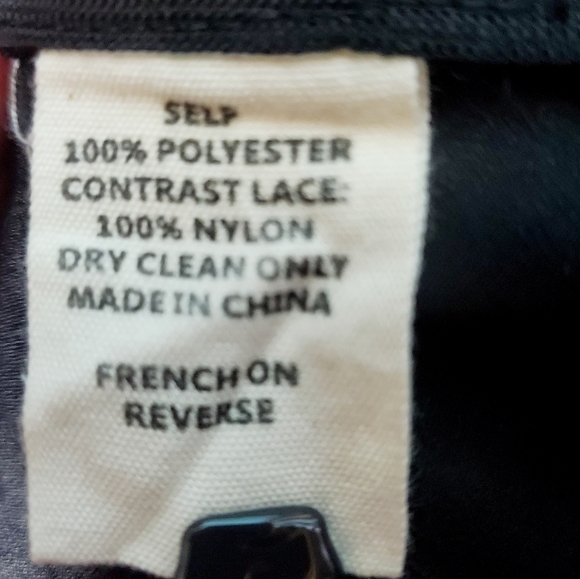 SELF
100% POLYESTER
CONTRAST LACE:
100% NYLON
DRY CLEAN ONLY
MADE IN CHINA
FRENCH ON
REVERSE